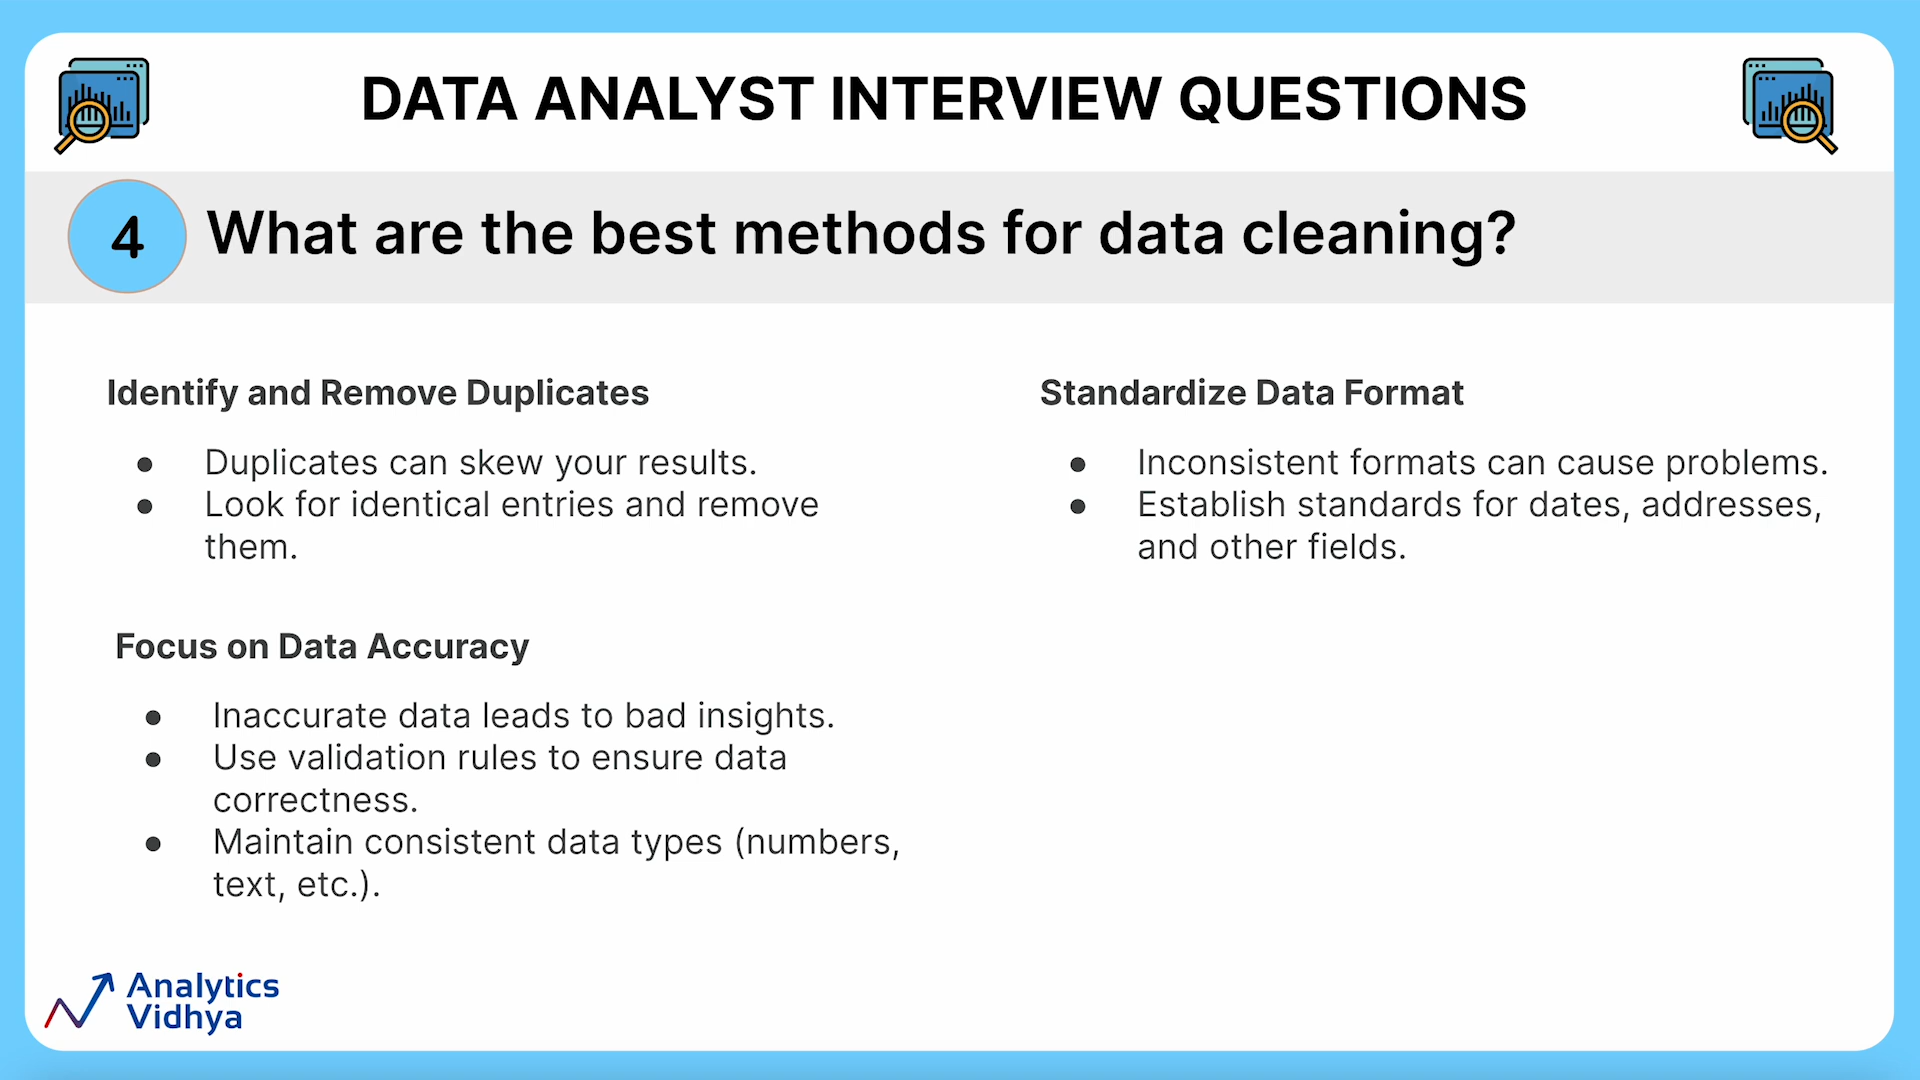 DATA ANALYST INTERVIEW QUESTIONS
4
What are the best methods for data cleaning?
Identify and Remove Duplicates
● Duplicates can skew your results.
● Look for identical entries and remove
them.
Standardize Data Format
● Inconsistent formats can cause problems.
● Establish standards for dates, addresses,
and other fields.
Focus on Data Accuracy
● Inaccurate data leads to bad insights.
● Use validation rules to ensure data
correctness.
● Maintain consistent data types (numbers,
text, etc.).
Analytics
Vidhya